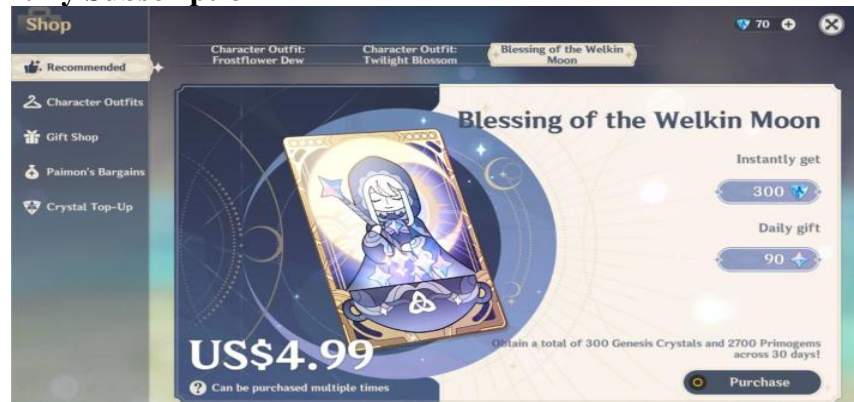 Shop
70
Recommended
Character Outfit:
Frostflower Dew
Character Outfit:
Twilight Blossom
Blessing of the Welkin
Moon
Character Outfits
Gift Shop
Paimon's Bargains
Crystal Top-Up
Blessing of the Welkin Moon
Instantly get
300
Daily gift
90
US$4.99
Can be purchased multiple times
Obtain a total of 300 Genesis Crystals and 2700 Primogems
across 30 days!
Purchase